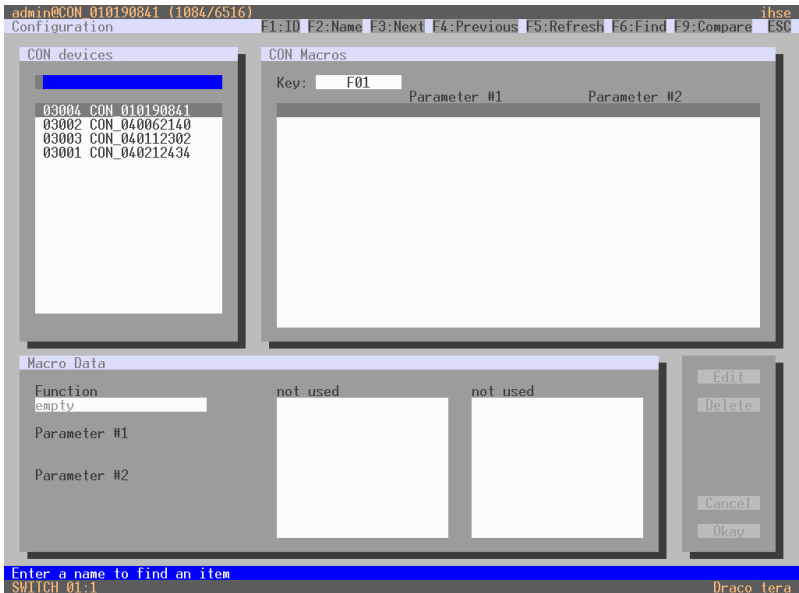 admin@CON_010190841 (1084/6516) ihse
Configuration F1:ID F2:Name F3:Next F4:Previous F5:Refresh F6:Find F9:Compare ESC
CON devices
CON Macros
Key: F01
Parameter #1 Parameter #2
03004 CON_010190841
03002 CON_040062140
03003 CON_040112302
03001 CON_040212434
Macro Data
Function not used not used
empty
Parameter #1
Parameter #2
Edit
Delete
Cancel
Okay
Enter a name to find an item
SWITCH 01:1 Draco tera